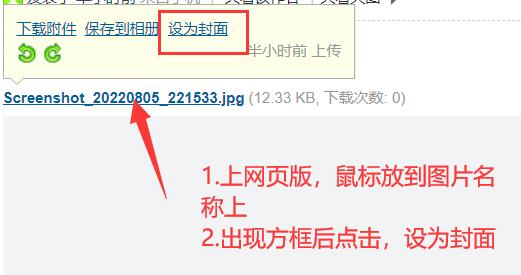 下载附件 保存到相册 设为封面
半小时前 上传
Screenshot_20220805_221533.jpg (12.33 KB, 下载次数: 0)
1.上网页版，鼠标放到图片名
称上
2.出现方框后点击，设为封面